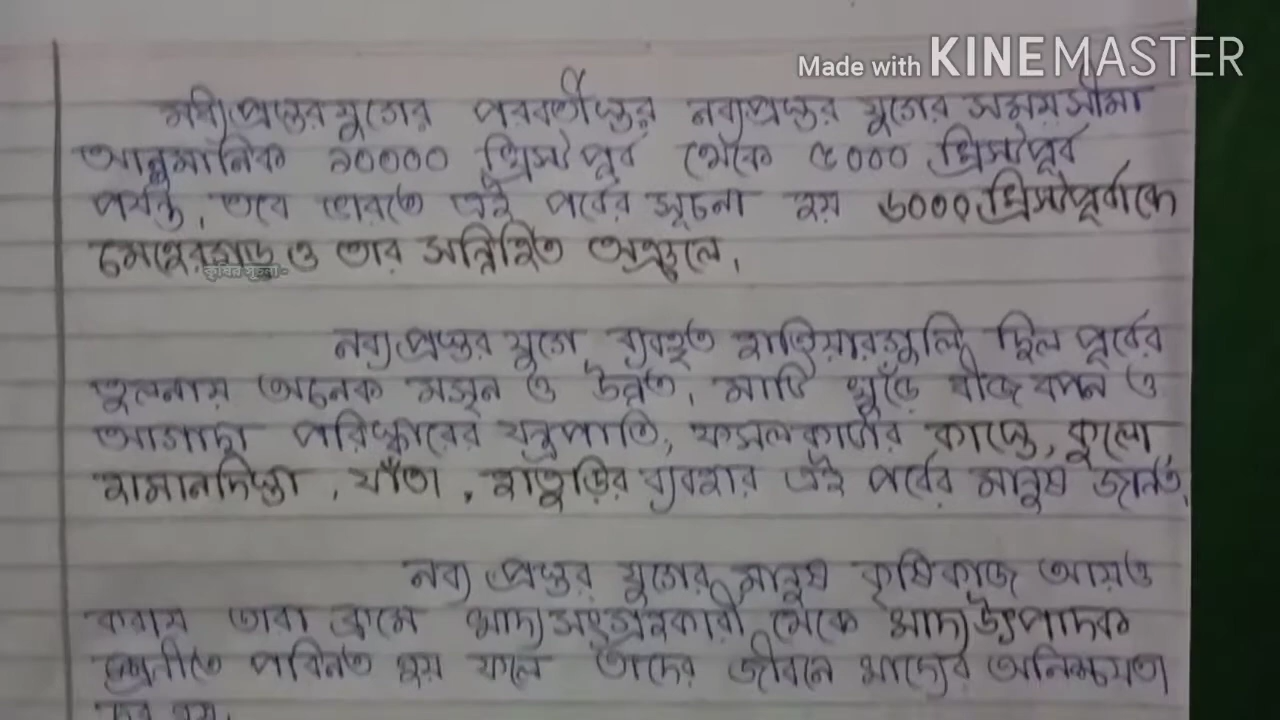 Made with KINEMASTER
মধ্যপ্রস্তর যুগের পরবর্তীস্তর নব্যপ্রস্তর যুগের সময়সীমা
আনুমানিক ১০০০০ খ্রিস্টপূর্ব থেকে ৫০০০ খ্রিস্টপূর্ব
পর্যন্ত, তবে ভারতে এই পর্বের সূচনা হয় ৬০০০ খ্রিস্টপূর্বাব্দে
মেহেরগড় ও তার সন্নিহিত অঞ্চলে,
কৃষির সূচনা -
নব্যপ্রস্তর যুগে ব্যবহৃত হাতিয়ারগুলি ছিল পূর্বের
তুলনায় অনেক মসৃন ও উন্নত, মাটি খুঁড়ে বীজ বপন ও
আগাছা পরিষ্কারের যন্ত্রপাতি, ফসলকাটার কাস্তে, কুলো,
হামানদিস্তা, যাঁতা, হাতুড়ির ব্যবহার এই পর্বের মানুষ জানত,
নব্য প্রস্তর যুগের মানুষ কৃষিকাজ আয়ত্ত
করায় তারা ক্রমে খাদ্যসংগ্রহকারী থেকে খাদ্যউৎপাদক
শ্রেনীতে পরিনত হয় ফলে তাদের জীবনে খাদ্যের অনিশ্চয়তা
দূর হয়,